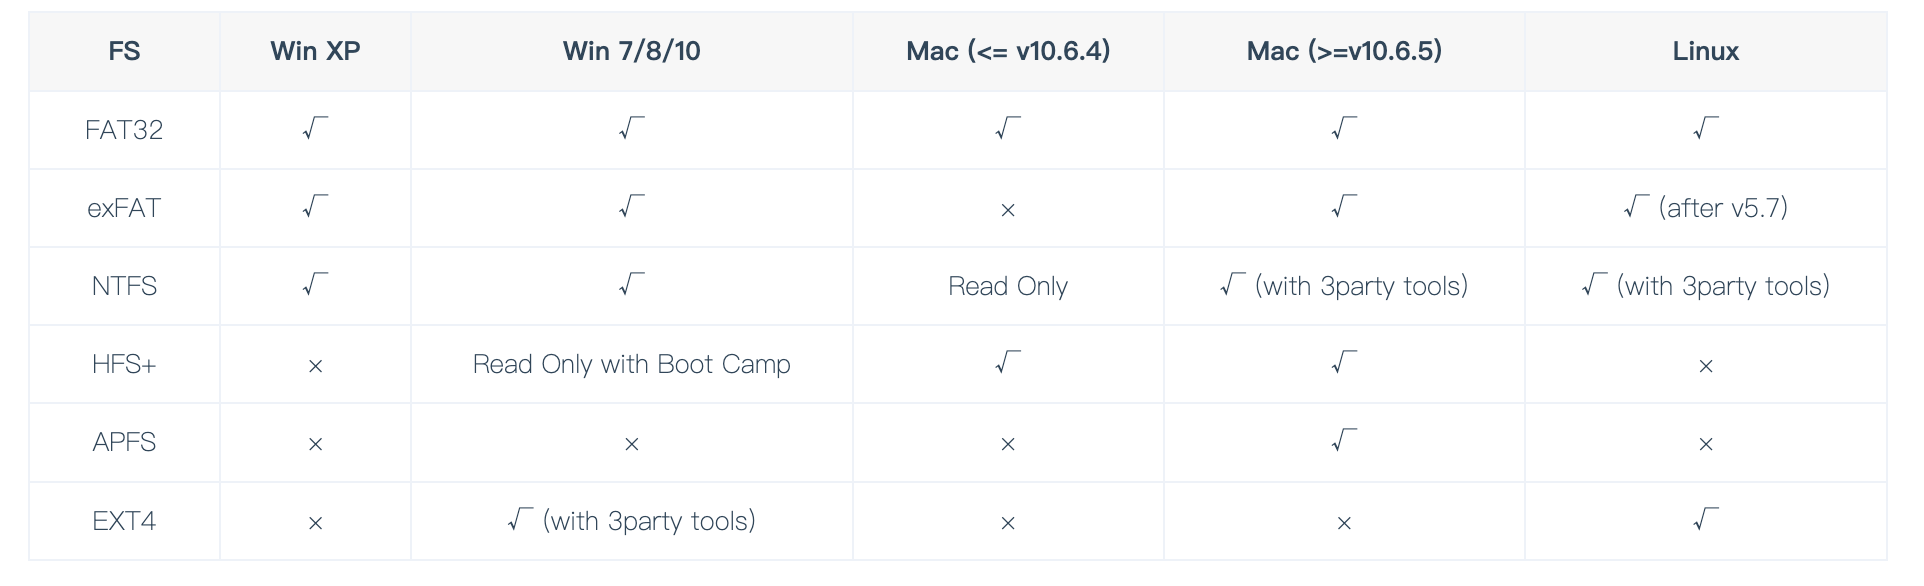 FS Win XP Win 7/8/10 Mac (<= v10.6.4) Mac (>=v10.6.5) Linux
FAT32 √ √ √ √ √
exFAT √ √ × √ √ (after v5.7)
NTFS √ √ Read Only √ (with 3party tools) √ (with 3party tools)
HFS+ × Read Only with Boot Camp √ √ ×
APFS × × × √ ×
EXT4 × √ (with 3party tools) × × √